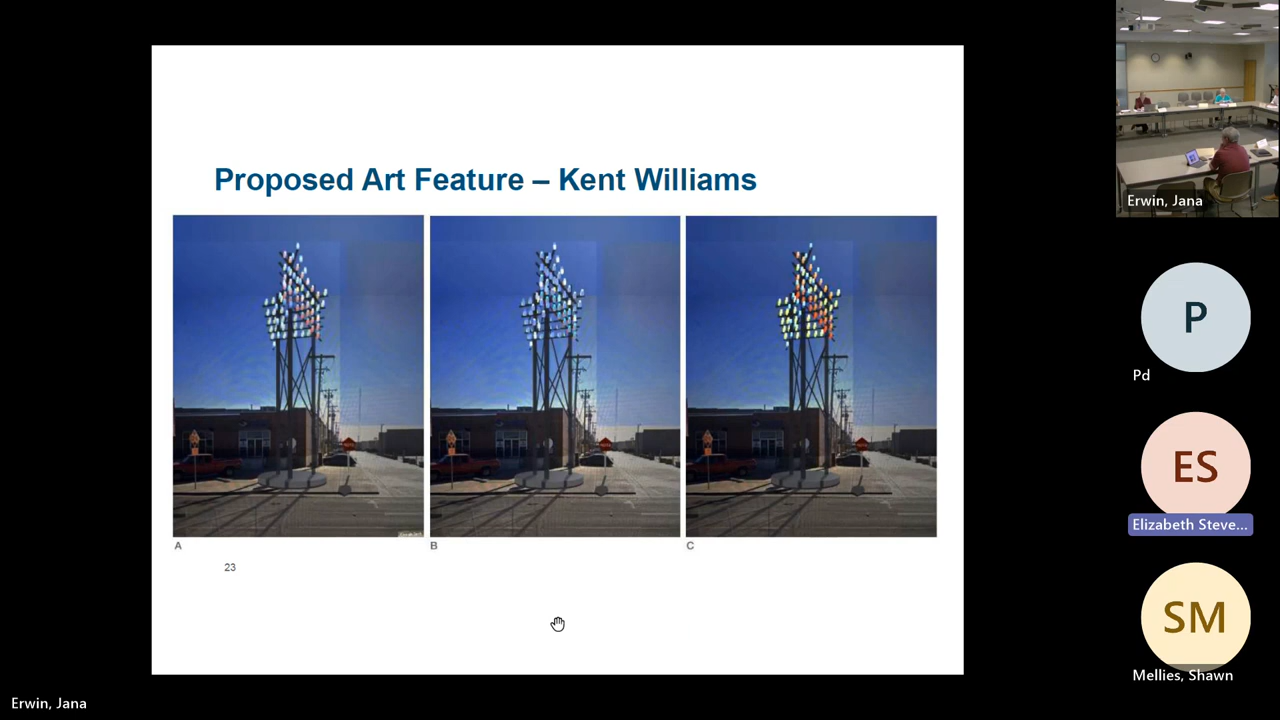 Proposed Art Feature – Kent Williams
A
B
C
23
Erwin, Jana
P
Pd
ES
Elizabeth Steve...
SM
Mellies, Shawn
Erwin, Jana